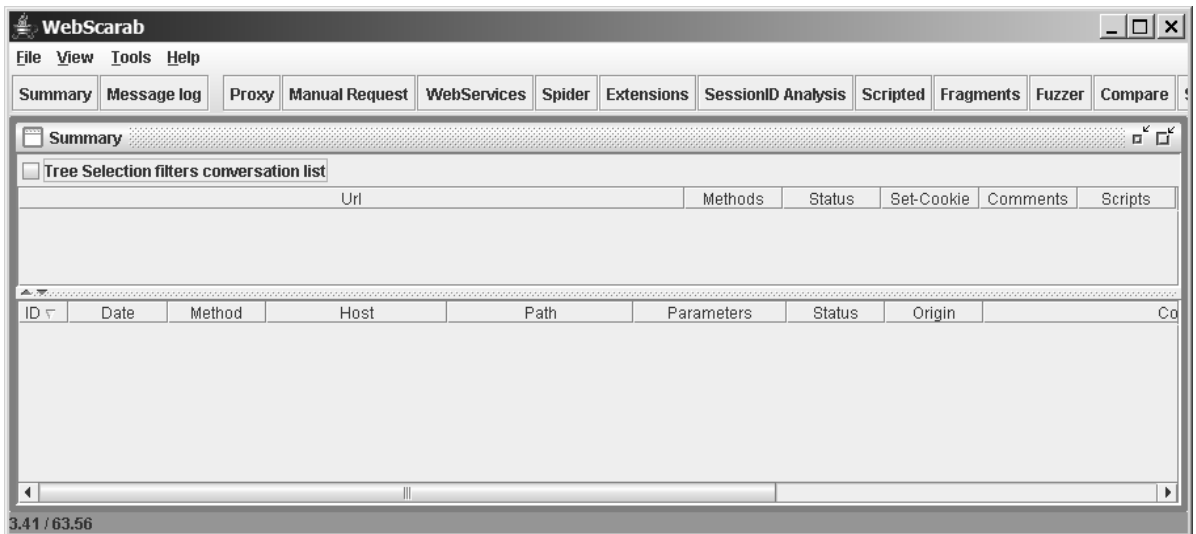 WebScarab
File View Tools Help
Summary Message log Proxy Manual Request WebServices Spider Extensions SessionID Analysis Scripted Fragments Fuzzer Compare
Summary
Tree Selection filters conversation list
Url Methods Status Set-Cookie Comments Scripts
ID Date Method Host Path Parameters Status Origin Co
3.41 / 63.56